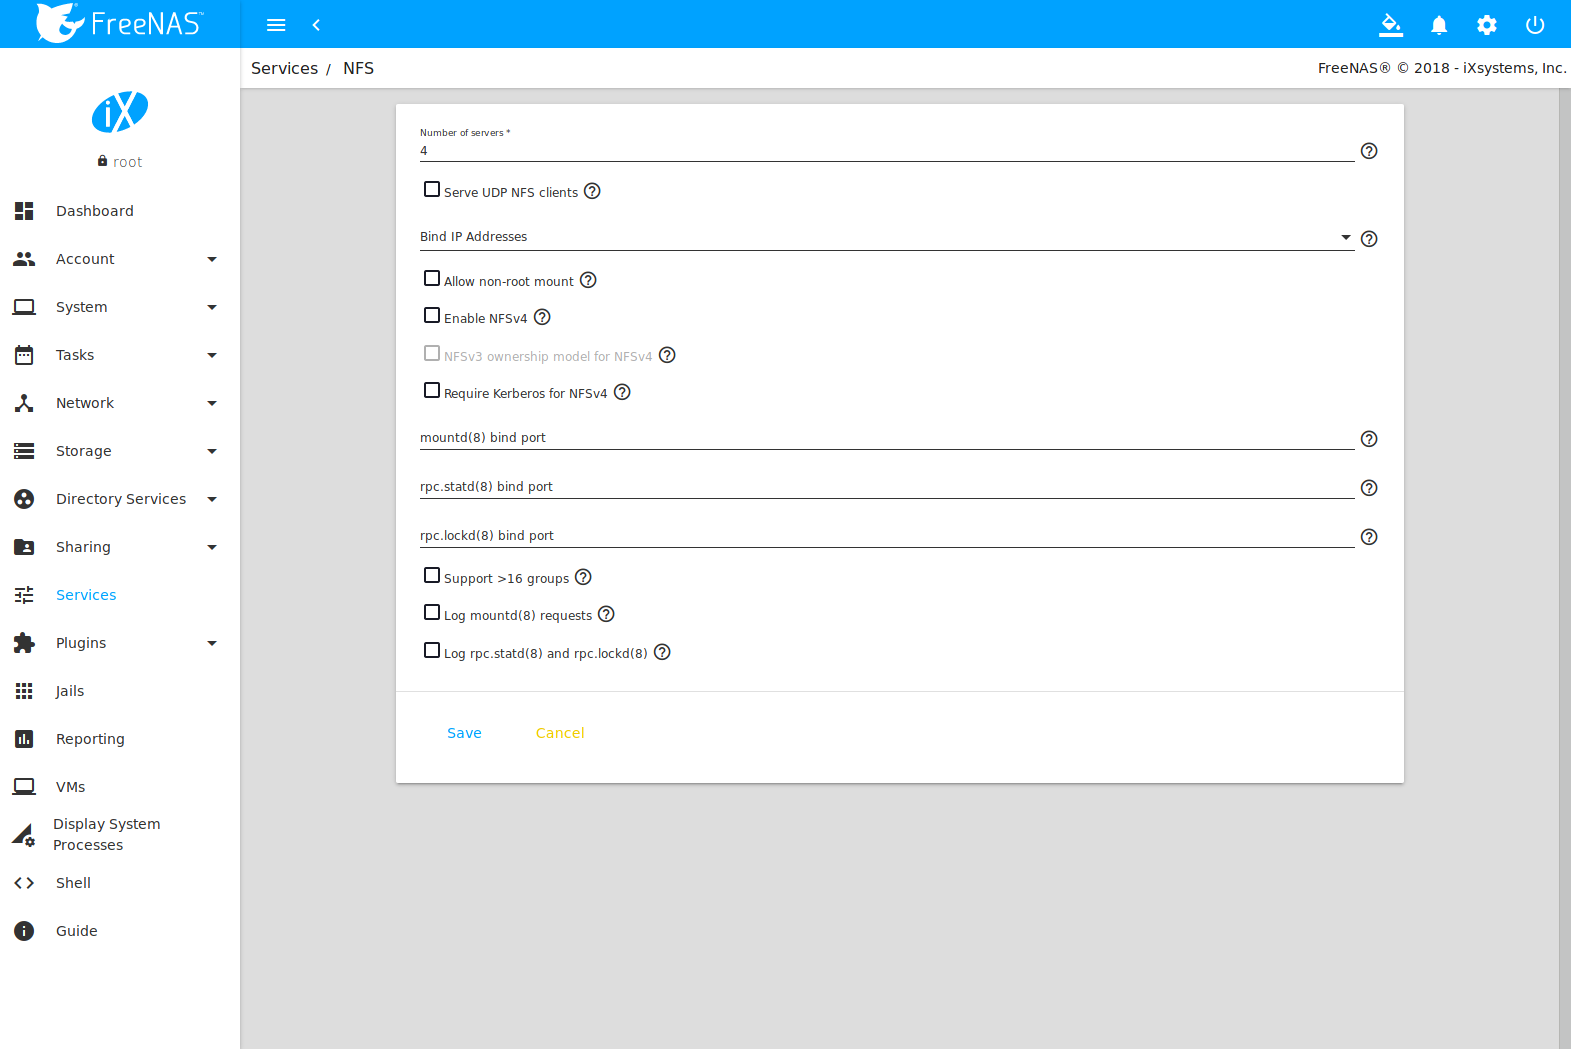 FreeNAS™
Services / NFS
FreeNAS® © 2018 - iXsystems, Inc.
iX
root
Dashboard
Account
System
Tasks
Network
Storage
Directory Services
Sharing
Services
Plugins
Jails
Reporting
VMs
Display System
Processes
Shell
Guide
Number of servers *
4
Serve UDP NFS clients
Bind IP Addresses
Allow non-root mount
Enable NFSv4
NFSv3 ownership model for NFSv4
Require Kerberos for NFSv4
mountd(8) bind port
rpc.statd(8) bind port
rpc.lockd(8) bind port
Support >16 groups
Log mountd(8) requests
Log rpc.statd(8) and rpc.lockd(8)
Save Cancel